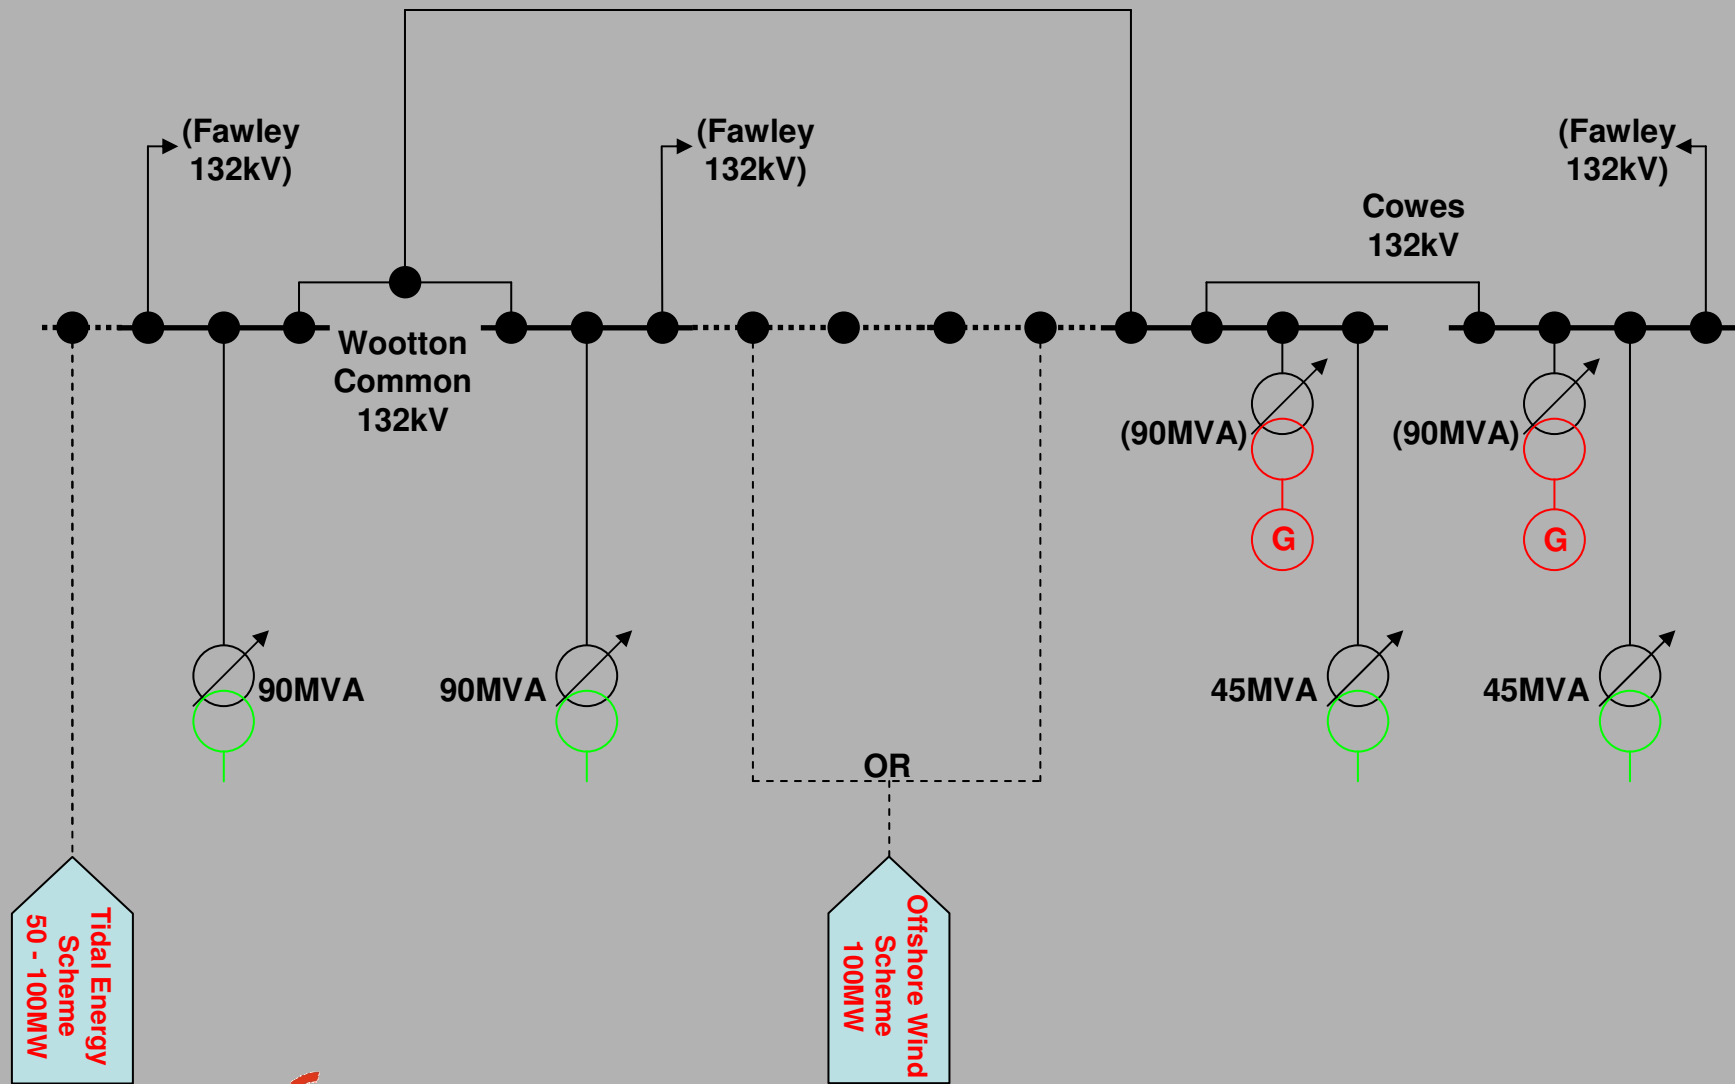 (Fawley
132kV)
(Fawley
132kV)
(Fawley
132kV)
Cowes
132kV
Wootton
Common
132kV
(90MVA)
(90MVA)
G
G
90MVA
90MVA
45MVA
45MVA
OR
Tidal Energy
Scheme
50 - 100MW
Offshore Wind
Scheme
100MW